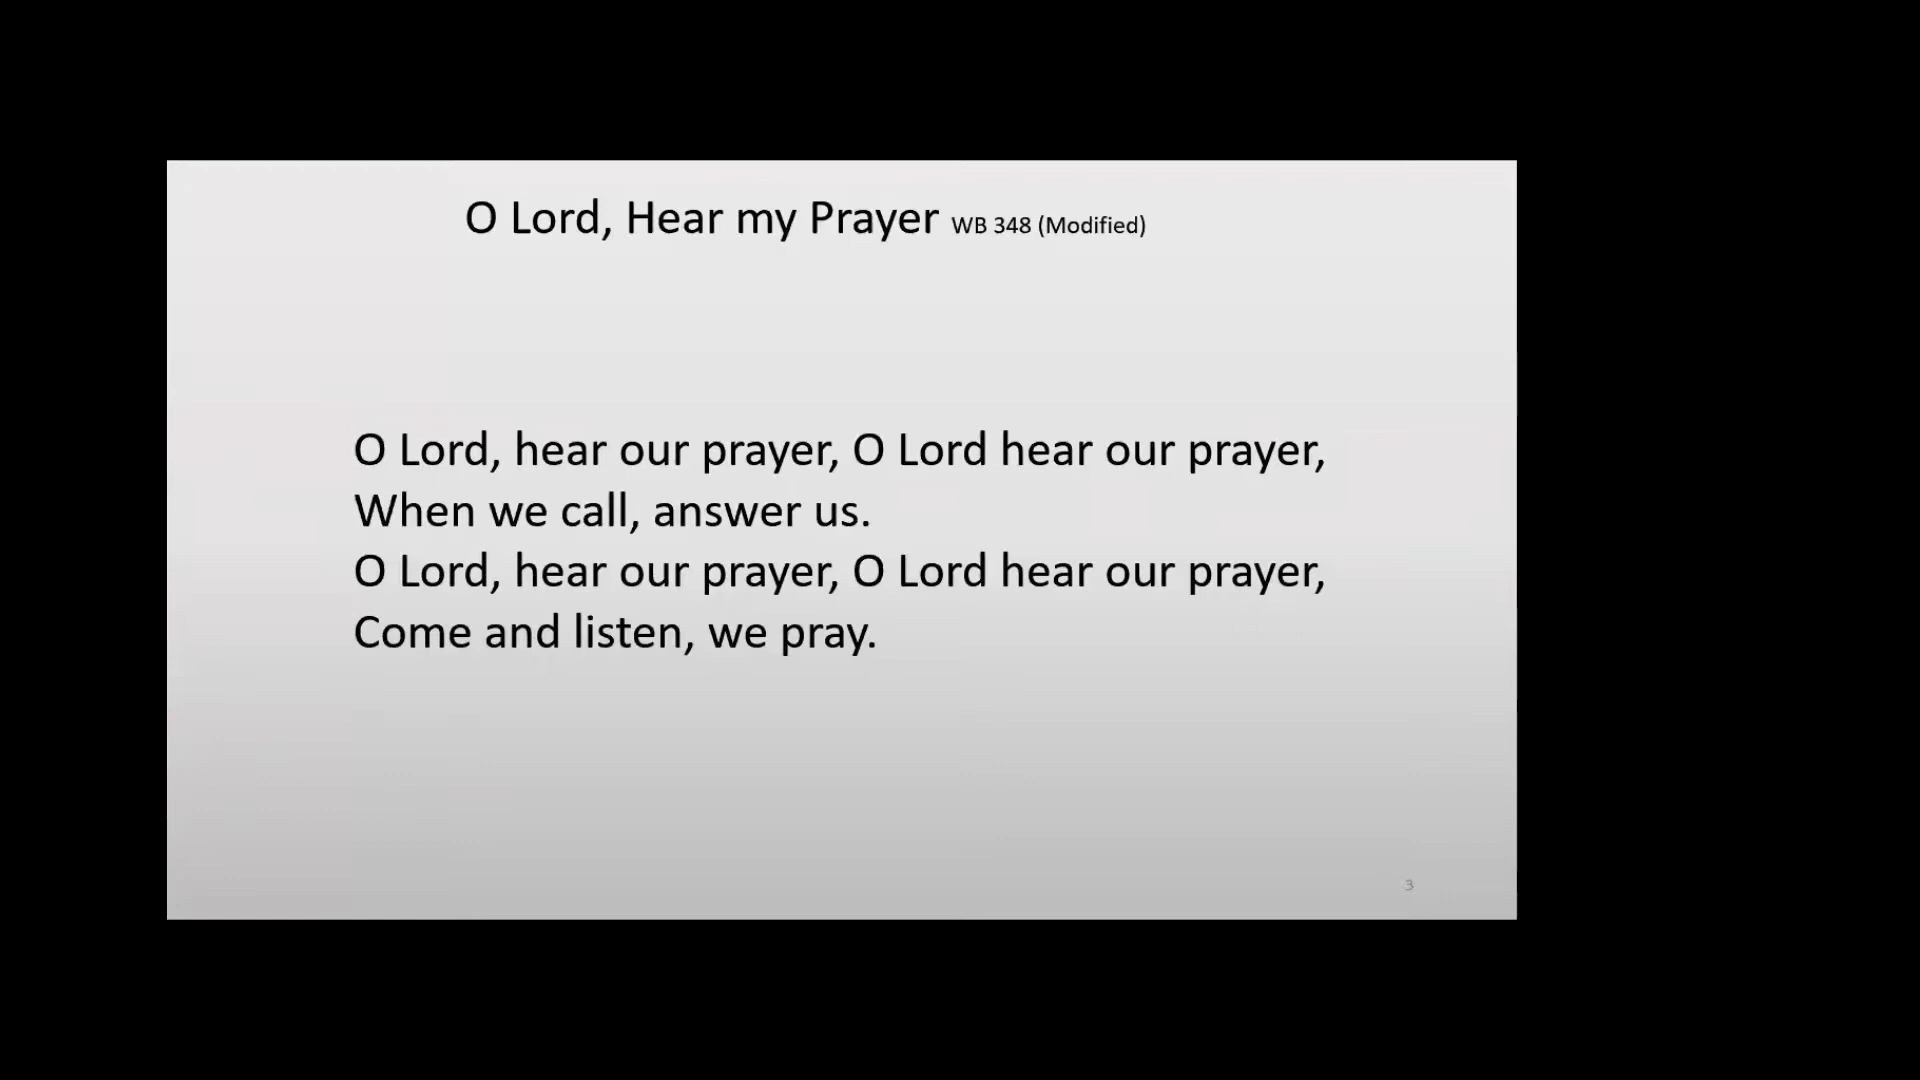 O Lord, Hear my Prayer WB 348 (Modified)
O Lord, hear our prayer, O Lord hear our prayer,
When we call, answer us.
O Lord, hear our prayer, O Lord hear our prayer,
Come and listen, we pray.
3